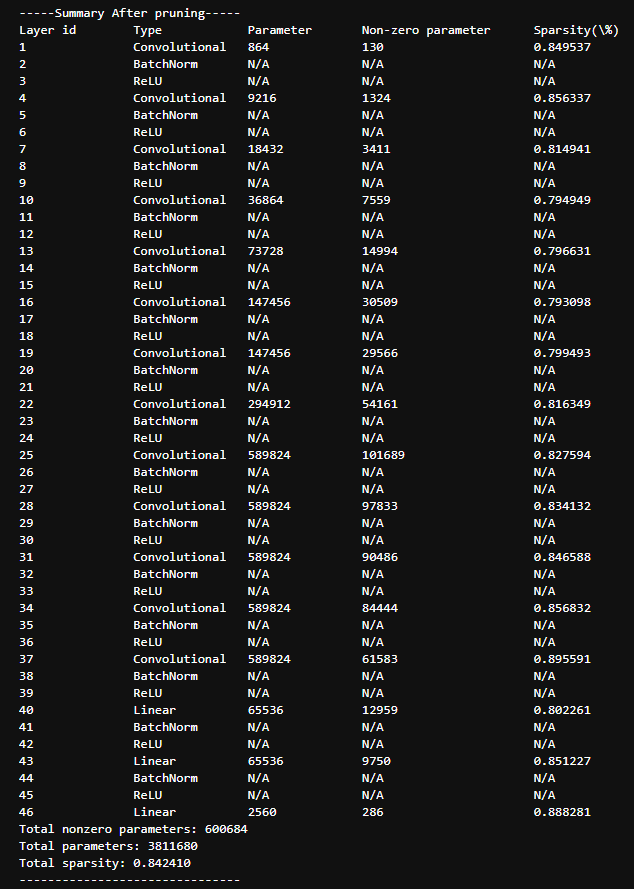 -----Summary After pruning-----
Layer id Type Parameter Non-zero parameter Sparsity(\%)
1 Convolutional 864 130 0.849537
2 BatchNorm N/A N/A N/A
3 ReLU N/A N/A N/A
4 Convolutional 9216 1324 0.856337
5 BatchNorm N/A N/A N/A
6 ReLU N/A N/A N/A
7 Convolutional 18432 3411 0.814941
8 BatchNorm N/A N/A N/A
9 ReLU N/A N/A N/A
10 Convolutional 36864 7559 0.794949
11 BatchNorm N/A N/A N/A
12 ReLU N/A N/A N/A
13 Convolutional 73728 14994 0.796631
14 BatchNorm N/A N/A N/A
15 ReLU N/A N/A N/A
16 Convolutional 147456 30509 0.793098
17 BatchNorm N/A N/A N/A
18 ReLU N/A N/A N/A
19 Convolutional 147456 29566 0.799493
20 BatchNorm N/A N/A N/A
21 ReLU N/A N/A N/A
22 Convolutional 294912 54161 0.816349
23 BatchNorm N/A N/A N/A
24 ReLU N/A N/A N/A
25 Convolutional 589824 101689 0.827594
26 BatchNorm N/A N/A N/A
27 ReLU N/A N/A N/A
28 Convolutional 589824 97833 0.834132
29 BatchNorm N/A N/A N/A
30 ReLU N/A N/A N/A
31 Convolutional 589824 90486 0.846588
32 BatchNorm N/A N/A N/A
33 ReLU N/A N/A N/A
34 Convolutional 589824 84444 0.856832
35 BatchNorm N/A N/A N/A
36 ReLU N/A N/A N/A
37 Convolutional 589824 61583 0.895591
38 BatchNorm N/A N/A N/A
39 ReLU N/A N/A N/A
40 Linear 65536 12959 0.802261
41 BatchNorm N/A N/A N/A
42 ReLU N/A N/A N/A
43 Linear 65536 9750 0.851227
44 BatchNorm N/A N/A N/A
45 ReLU N/A N/A N/A
46 Linear 2560 286 0.888281
Total nonzero parameters: 600684
Total parameters: 3811680
Total sparsity: 0.842410
-------------------------------